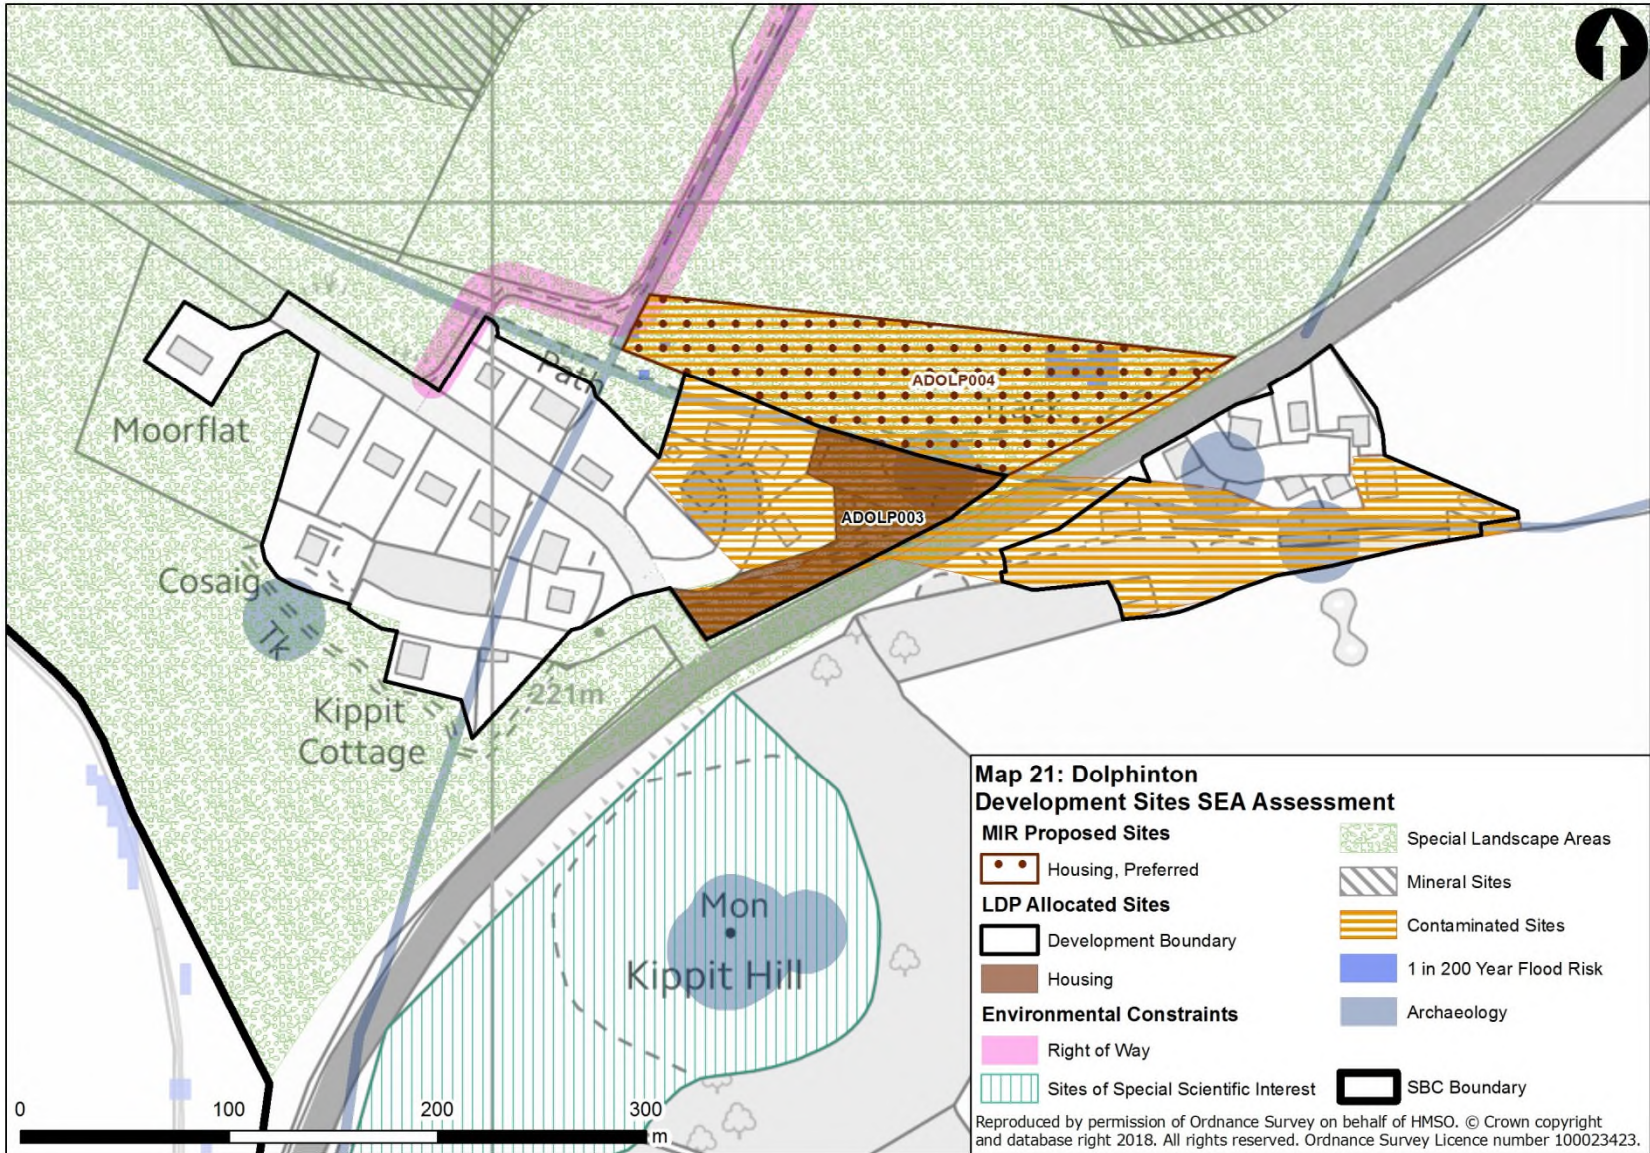 Path
Moorflat
ADOLP004
Track
ADOLP003
Cosaig
Tk
Kippit
Cottage
221m
Mon
Kippit Hill
0 100 200 300
m
Map 21: Dolphinton
Development Sites SEA Assessment
MIR Proposed Sites
Housing, Preferred
LDP Allocated Sites
Development Boundary
Housing
Environmental Constraints
Right of Way
Sites of Special Scientific Interest
Special Landscape Areas
Mineral Sites
Contaminated Sites
1 in 200 Year Flood Risk
Archaeology
SBC Boundary
Reproduced by permission of Ordnance Survey on behalf of HMSO. © Crown copyright
and database right 2018. All rights reserved. Ordnance Survey Licence number 100023423.